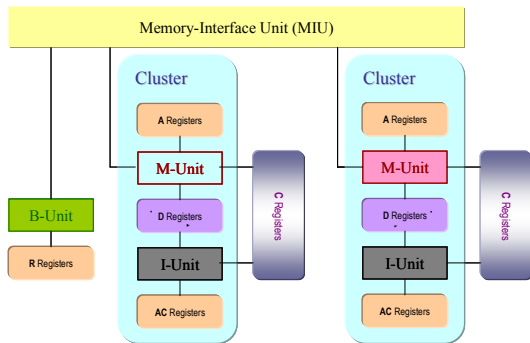 Memory-Interface Unit (MIU)
Cluster
A Registers
M-Unit
D Registers
I-Unit
AC Registers
C Registers
B-Unit
R Registers
Cluster
A Registers
M-Unit
D Registers
I-Unit
AC Registers
C Registers